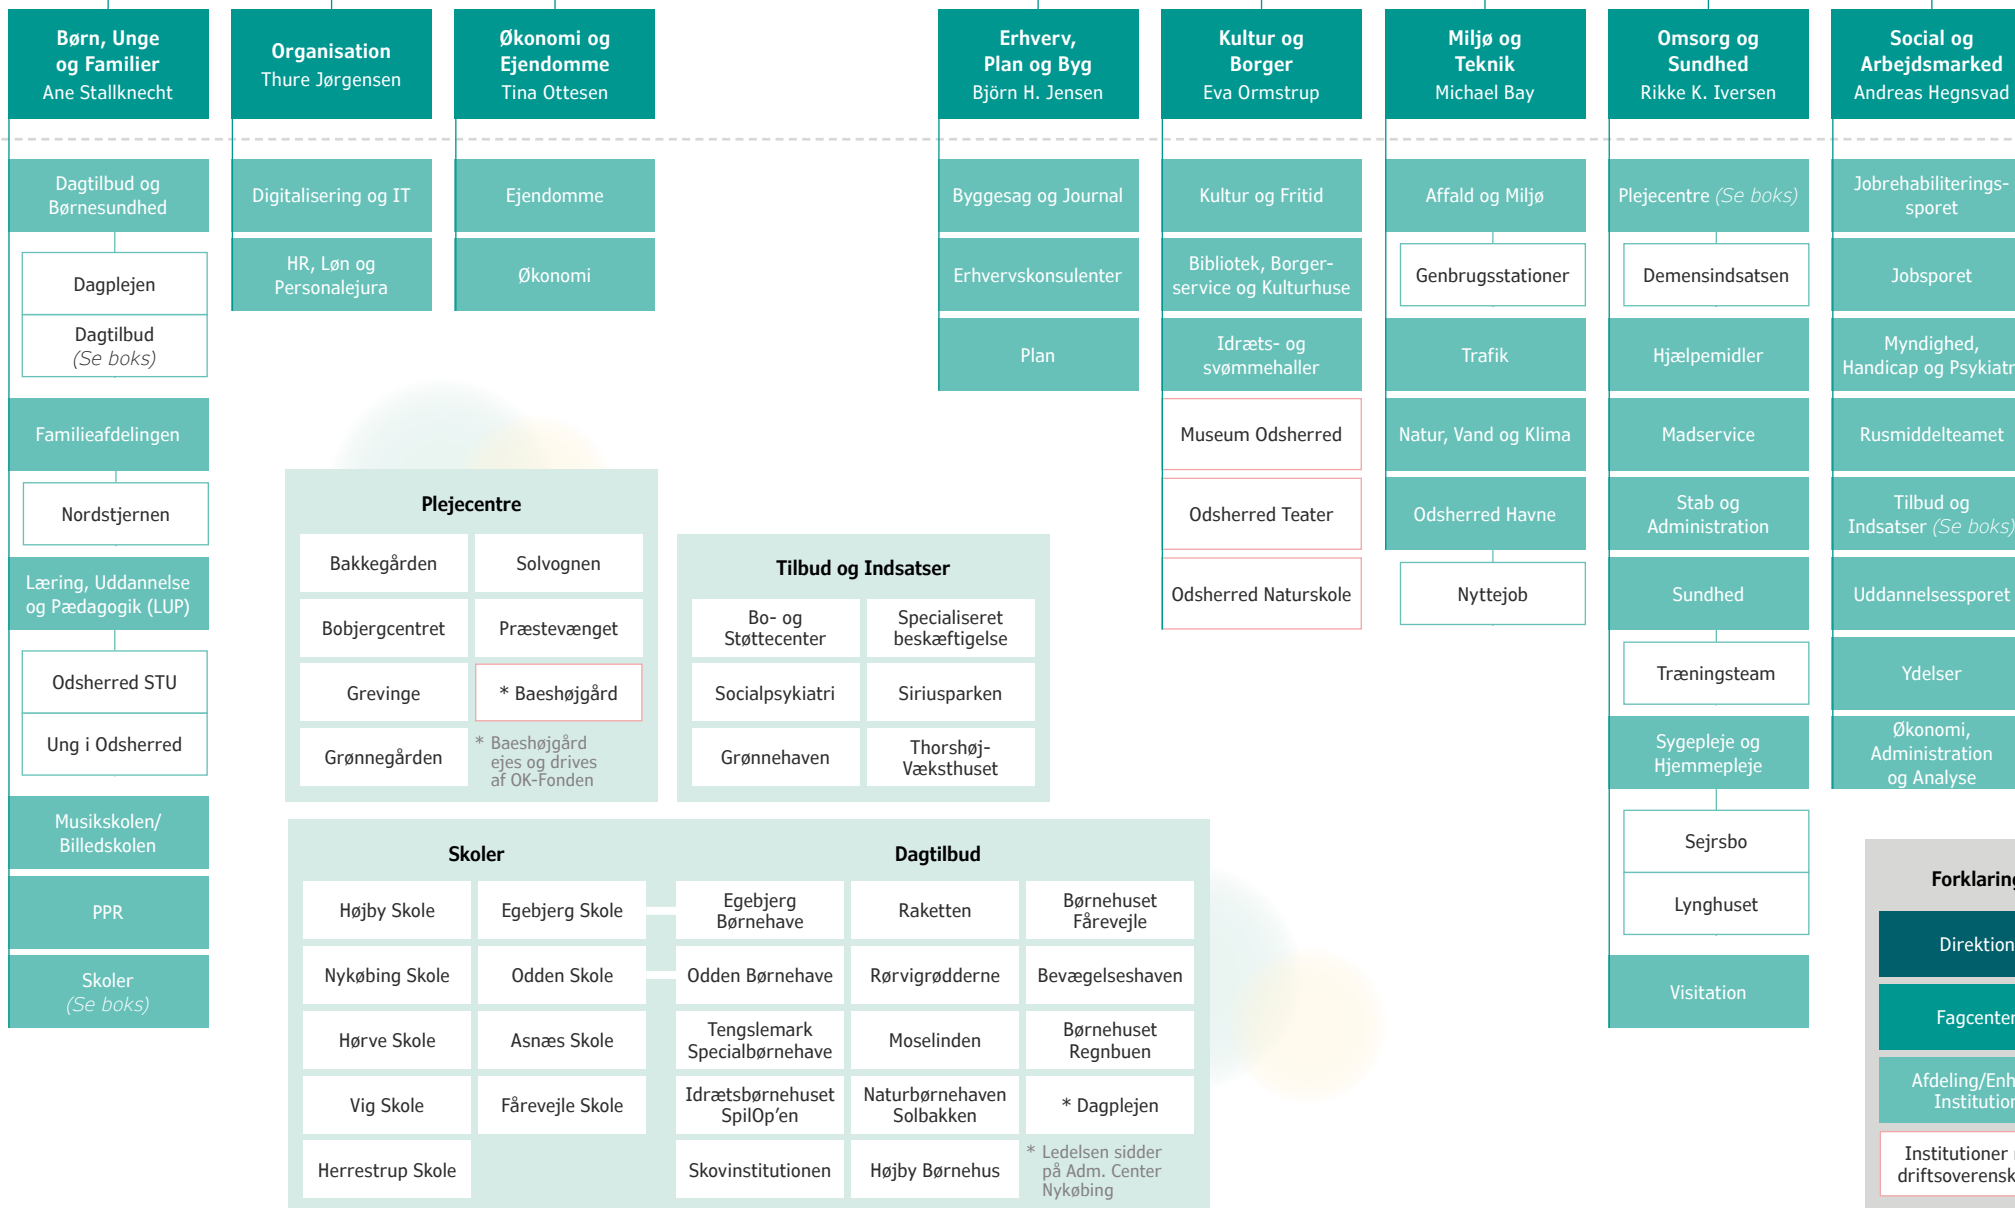 Børn, Unge
og Familier
Ane Stallknecht
Dagtilbud og
Børnesundhed
Dagplejen
Dagtilbud
(Se boks)
Familieafdelingen
Nordstjernen
Læring, Uddannelse
og Pædagogik (LUP)
Odsherred STU
Ung i Odsherred
Musikskolen/
Billedskolen
PPR
Skoler
(Se boks)
Organisation
Thure Jørgensen
Digitalisering og IT
HR, Løn og
Personalejura
Økonomi og
Ejendomme
Tina Ottesen
Ejendomme
Økonomi
Erhverv,
Plan og Byg
Björn H. Jensen
Byggesag og Journal
Erhvervskonsulenter
Plan
Kultur og
Borger
Eva Ormstrup
Kultur og Fritid
Bibliotek, Borger-
service og Kulturhuse
Idræts- og
svømmehaller
Museum Odsherred
Odsherred Teater
Odsherred Naturskole
Miljø og
Teknik
Michael Bay
Affald og Miljø
Genbrugsstationer
Trafik
Natur, Vand og Klima
Odsherred Havne
Nyttejob
Omsorg og
Sundhed
Rikke K. Iversen
Plejecentre (Se boks)
Demensindsatsen
Hjælpemidler
Madservice
Stab og
Administration
Sundhed
Træningsteam
Sygepleje og
Hjemmepleje
Sejrsbo
Lynghuset
Visitation
Social og
Arbejdsmarked
Andreas Hegnsvad
Jobrehabiliterings-
sporet
Jobsporet
Myndighed,
Handicap og
Rusmiddelteamet
Tilbud og
Indsatser (Se boks)
Uddannelsessporet
Ydelser
Økonomi,
Administration
og Analyse
Plejecentre
Bakkegården
Solvognen
Bobjergcentret
Præstevænget
Grevinge
* Baeshøjgård
Grønnegården
* Baeshøjgård
ejes og drives
af OK-Fonden
Tilbud og Indsatser
Bo- og
Støttecenter
Specialiseret
beskæftigelse
Socialpsykiatri
Siriusparken
Grønnehaven
Thorshøj-
Væksthuset
Skoler
Højby Skole
Egebjerg Skole
Nykøbing Skole
Odden Skole
Hørve Skole
Asnæs Skole
Vig Skole
Fårevejle Skole
Herrestrup Skole
Dagtilbud
Egebjerg
Børnehave
Raketten
Børnehuset
Fårevejle
Odden Børnehave
Rørvigrødderne
Bevægelseshaven
Tengslemark
Specialbørnehave
Moselinden
Børnehuset
Regnbuen
Idrætsbørnehuset
SpilOp'en
Naturbørnehaven
Solbakken
* Dagplejen
Skovinstitutionen
Højby Børnehus
* Ledelsen sidder
på Adm. Center
Nykøbing
Forklaring
Direktion
Fagcenter
Afdeling/
Institution
Institutioner